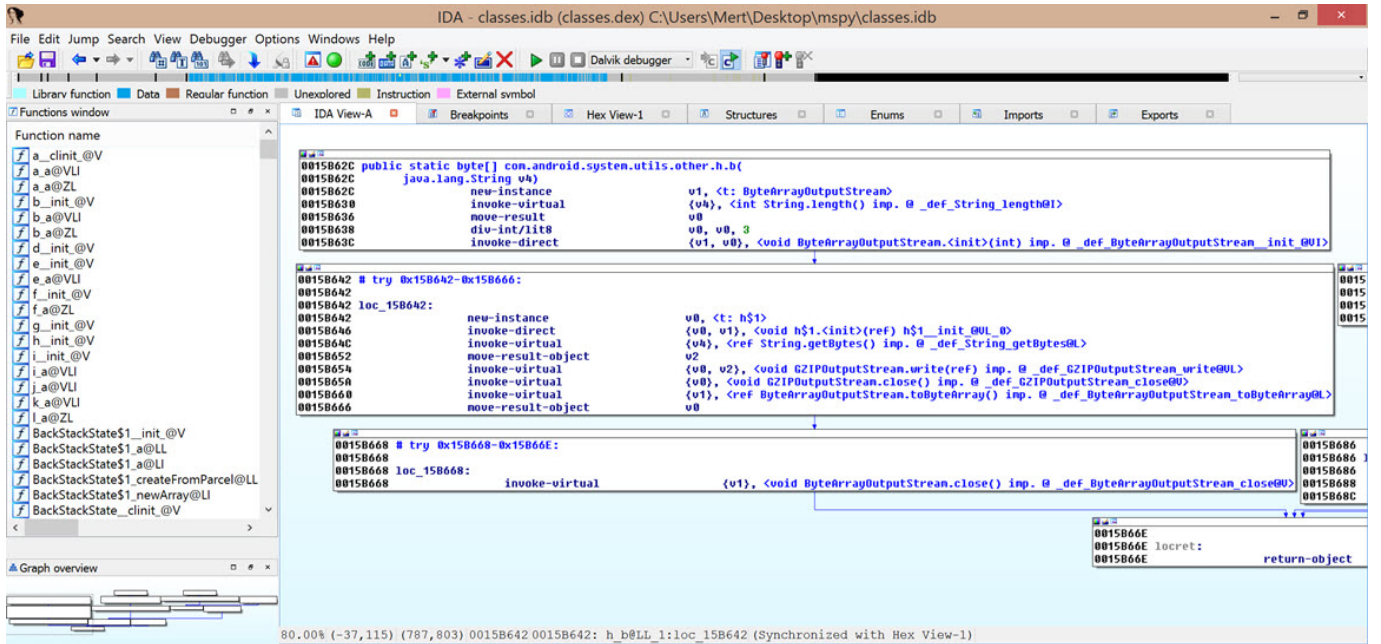 IDA - classes.idb (classes.dex) C:\Users\Mert\Desktop\mspy\classes.idb
File Edit Jump Search View Debugger Options Windows Help
Dalvik debugger
Library function Data Regular function Unexplored Instruction External symbol
Functions window
IDA View-A Breakpoints Hex View-1 Structures Enums Imports Exports
Function name
a__clinit_@V
a_a@VLI
a_a@ZL
b__init_@V
b_a@VLI
b_a@ZL
d__init_@V
e__init_@V
e_a@VLI
f__init_@V
f_a@ZL
g__init_@V
h__init_@V
i__init_@V
i_a@VLI
j_a@VLI
k_a@VLI
l_a@ZL
BackStackState$1__init_@V
BackStackState$1_a@LL
BackStackState$1_a@LI
BackStackState$1_createFromParcel@LL
BackStackState$1_newArray@LI
BackStackState__clinit_@V
Graph overview
0015B62C public static byte[] com.android.system.utils.other.h.b(
0015B62C java.lang.String v4)
0015B62C new-instance v1, <t: ByteArrayOutputStream>
0015B630 invoke-virtual {v4}, <int String.length() imp. @ _def_String_length@I>
0015B636 move-result v0
0015B638 div-int/lit8 v0, v0, 3
0015B63C invoke-direct {v1, v0}, <void ByteArrayOutputStream.<init>(int) imp. @ _def_ByteArrayOutputStream__init_@VI>
0015B642 # try 0x15B642-0x15B666:
0015B642
0015B642 loc_15B642:
0015B642 new-instance v0, <t: h$1>
0015B646 invoke-direct {v0, v1}, <void h$1.<init>(ref) h$1__init_@VL_0>
0015B64C invoke-virtual {v4}, <ref String.getBytes() imp. @ _def_String_getBytes@L>
0015B652 move-result-object v2
0015B654 invoke-virtual {v0, v2}, <void GZIPOutputStream.write(ref) imp. @ _def_GZIPOutputStream_write@VL>
0015B65A invoke-virtual {v0}, <void GZIPOutputStream.close() imp. @ _def_GZIPOutputStream_close@V>
0015B660 invoke-virtual {v1}, <ref ByteArrayOutputStream.toByteArray() imp. @ _def_ByteArrayOutputStream_toByteArray@L>
0015B666 move-result-object v0
0015
0015
0015
0015
0015B668 # try 0x15B668-0x15B66E:
0015B668
0015B668 loc_15B668:
0015B668 invoke-virtual {v1}, <void ByteArrayOutputStream.close() imp. @ _def_ByteArrayOutputStream_close@V>
0015B686
0015B686
0015B686
0015B688
0015B68C
0015B66E
0015B66E locret:
0015B66E return-object
80.00% (-37,115) (787,803) 0015B642 0015B642: h_b@LL_1:loc_15B642 (Synchronized with Hex View-1)